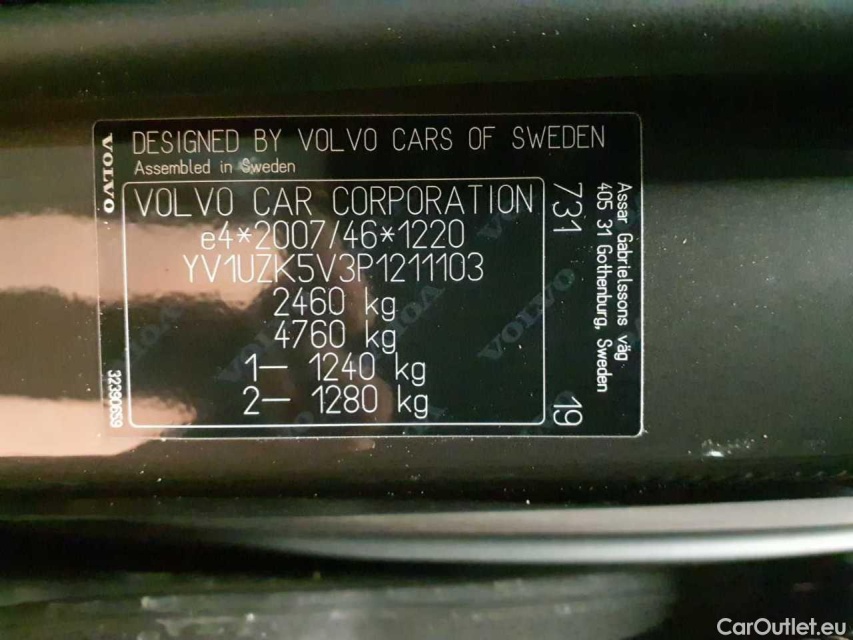 DESIGNED BY VOLVO CARS OF SWEDEN
Assembled in Sweden
VOLVO
VOLVO CAR CORPORATION
e4*2007/46*1220
YV1UZK5V3P1211103
2460 kg
4760 kg
1– 1240 kg
2– 1280 kg
32390659
731
19
Assar Gabrielssons väg
405 31 Gothenburg, Sweden
VOLVO
CarOutlet.eu